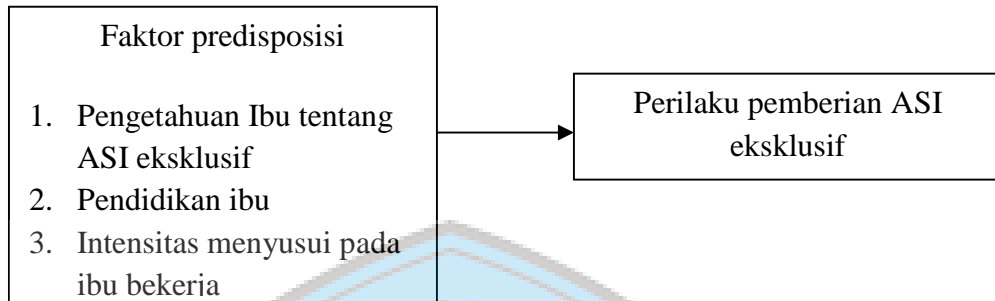 Faktor predisposisi
1. Pengetahuan Ibu tentang
ASI eksklusif
2. Pendidikan ibu
3. Intensitas menyusui pada
ibu bekerja
Perilaku pemberian ASI
eksklusif